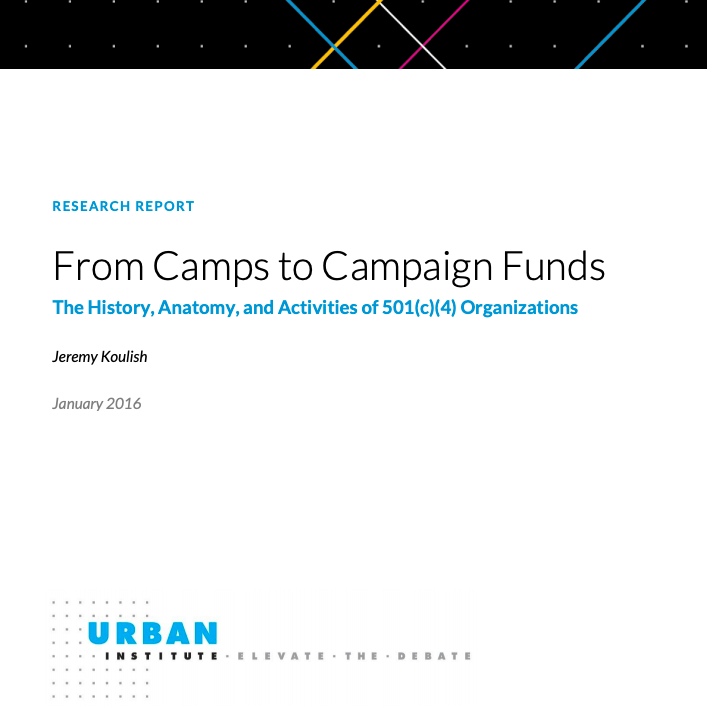 RESEARCH REPORT
From Camps to Campaign Funds
The History, Anatomy, and Activities of 501(c)(4) Organizations
Jeremy Koulish
January 2016
URBAN
INSTITUTE · ELEVATE · THE · DEBATE